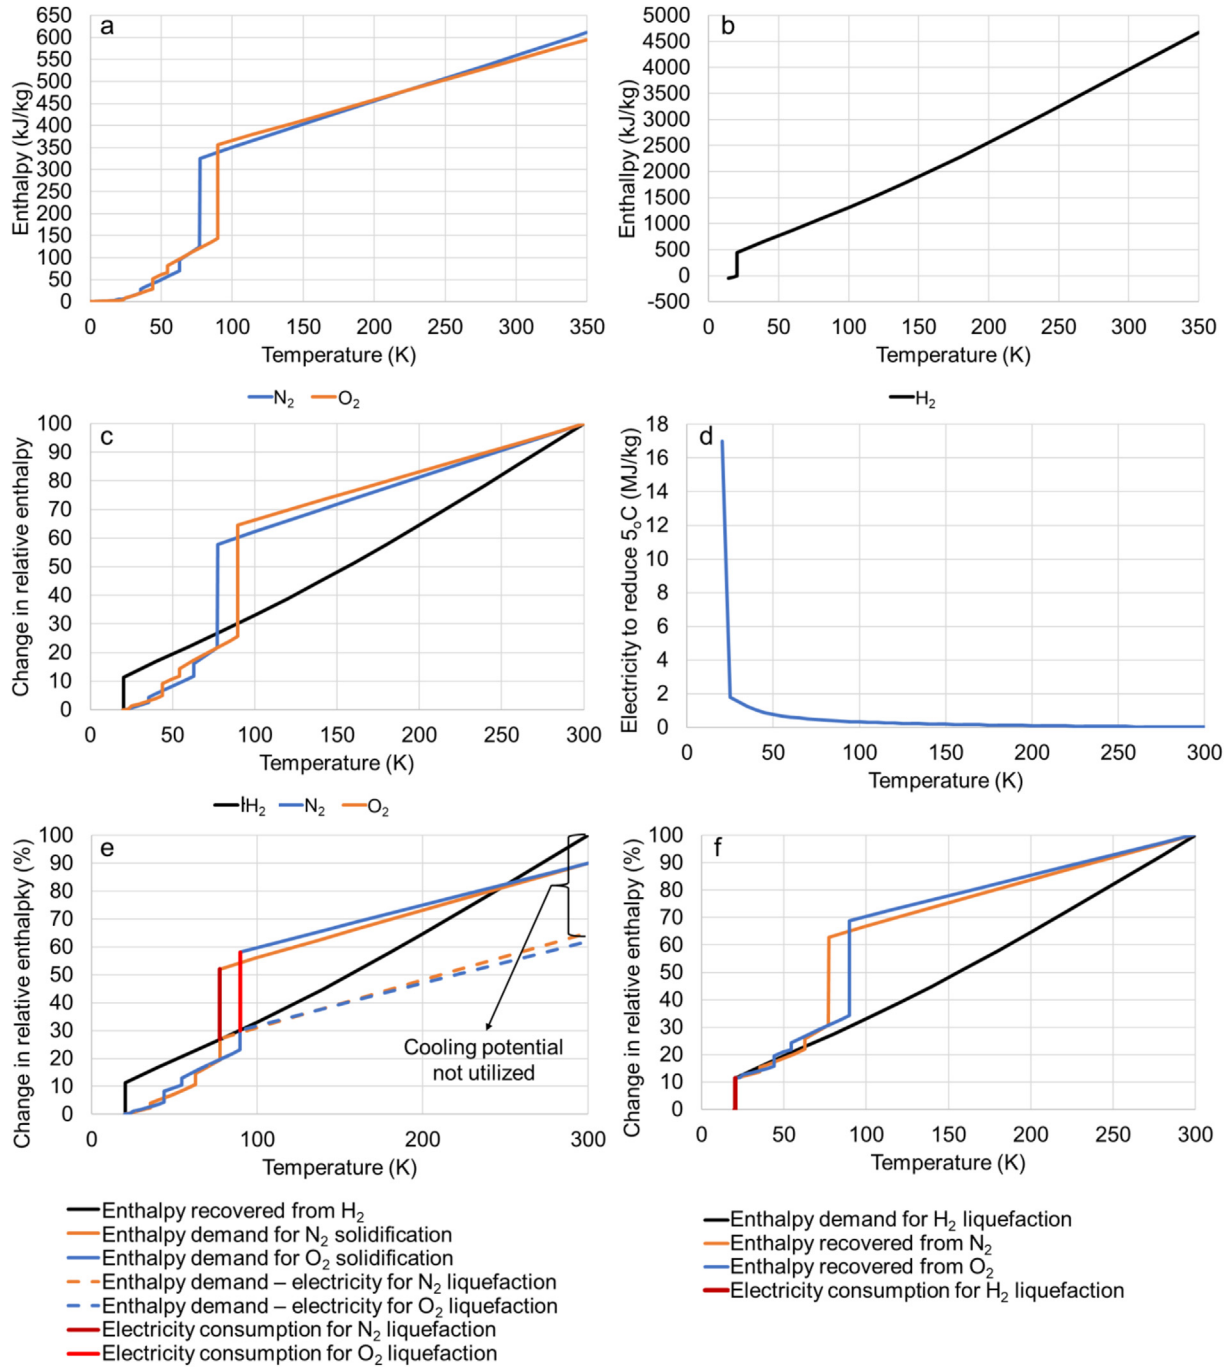 a
650
600
550
500
450
400
350
300
250
200
150
100
50
0
Enthalpy (kJ/kg)
0 50 100 150 200 250 300 350
Temperature (K)
N₂ O₂
b
5000
4500
4000
3500
3000
2500
2000
1500
1000
500
0
-500
Enthallpy (kJ/kg)
0 50 100 150 200 250 300 350
Temperature (K)
H₂
c
100
90
80
70
60
50
40
30
20
10
0
Change in relative enthalpy
0 50 100 150 200 250 300
Temperature (K)
H₂ N₂ O₂
d
18
16
14
12
10
8
6
4
2
0
Electricity to reduce 5ₒC (MJ/kg)
0 50 100 150 200 250 300
Temperature (K)
e
100
90
80
70
60
50
40
30
20
10
0
Change in relative enthalpky (%)
Cooling potential
not utilized
0 100 200 300
Temperature (K)
Enthalpy recovered from H₂
Enthalpy demand for N₂ solidification
Enthalpy demand for O₂ solidification
Enthalpy demand – electricity for N₂ liquefaction
Enthalpy demand – electricity for O₂ liquefaction
Electricity consumption for N₂ liquefaction
Electricity consumption for O₂ liquefaction
f
100
90
80
70
60
50
40
30
20
10
0
Change in relative enthalpy (%)
0 50 100 150 200 250 300
Temperature (K)
Enthalpy demand for H₂ liquefaction
Enthalpy recovered from N₂
Enthalpy recovered from O₂
Electricity consumption for H₂ liquefaction